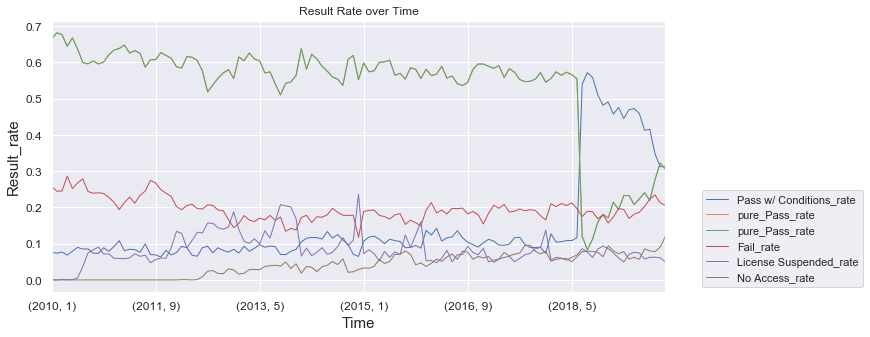 Result Rate over Time
Result_rate
0.7
0.6
0.5
0.4
0.3
0.2
0.1
0.0
(2010, 1)
(2011, 9)
(2013, 5)
(2015, 1)
(2016, 9)
(2018, 5)
Time
Pass w/ Conditions_rate
pure_Pass_rate
pure_Pass_rate
Fail_rate
License Suspended_rate
No Access_rate